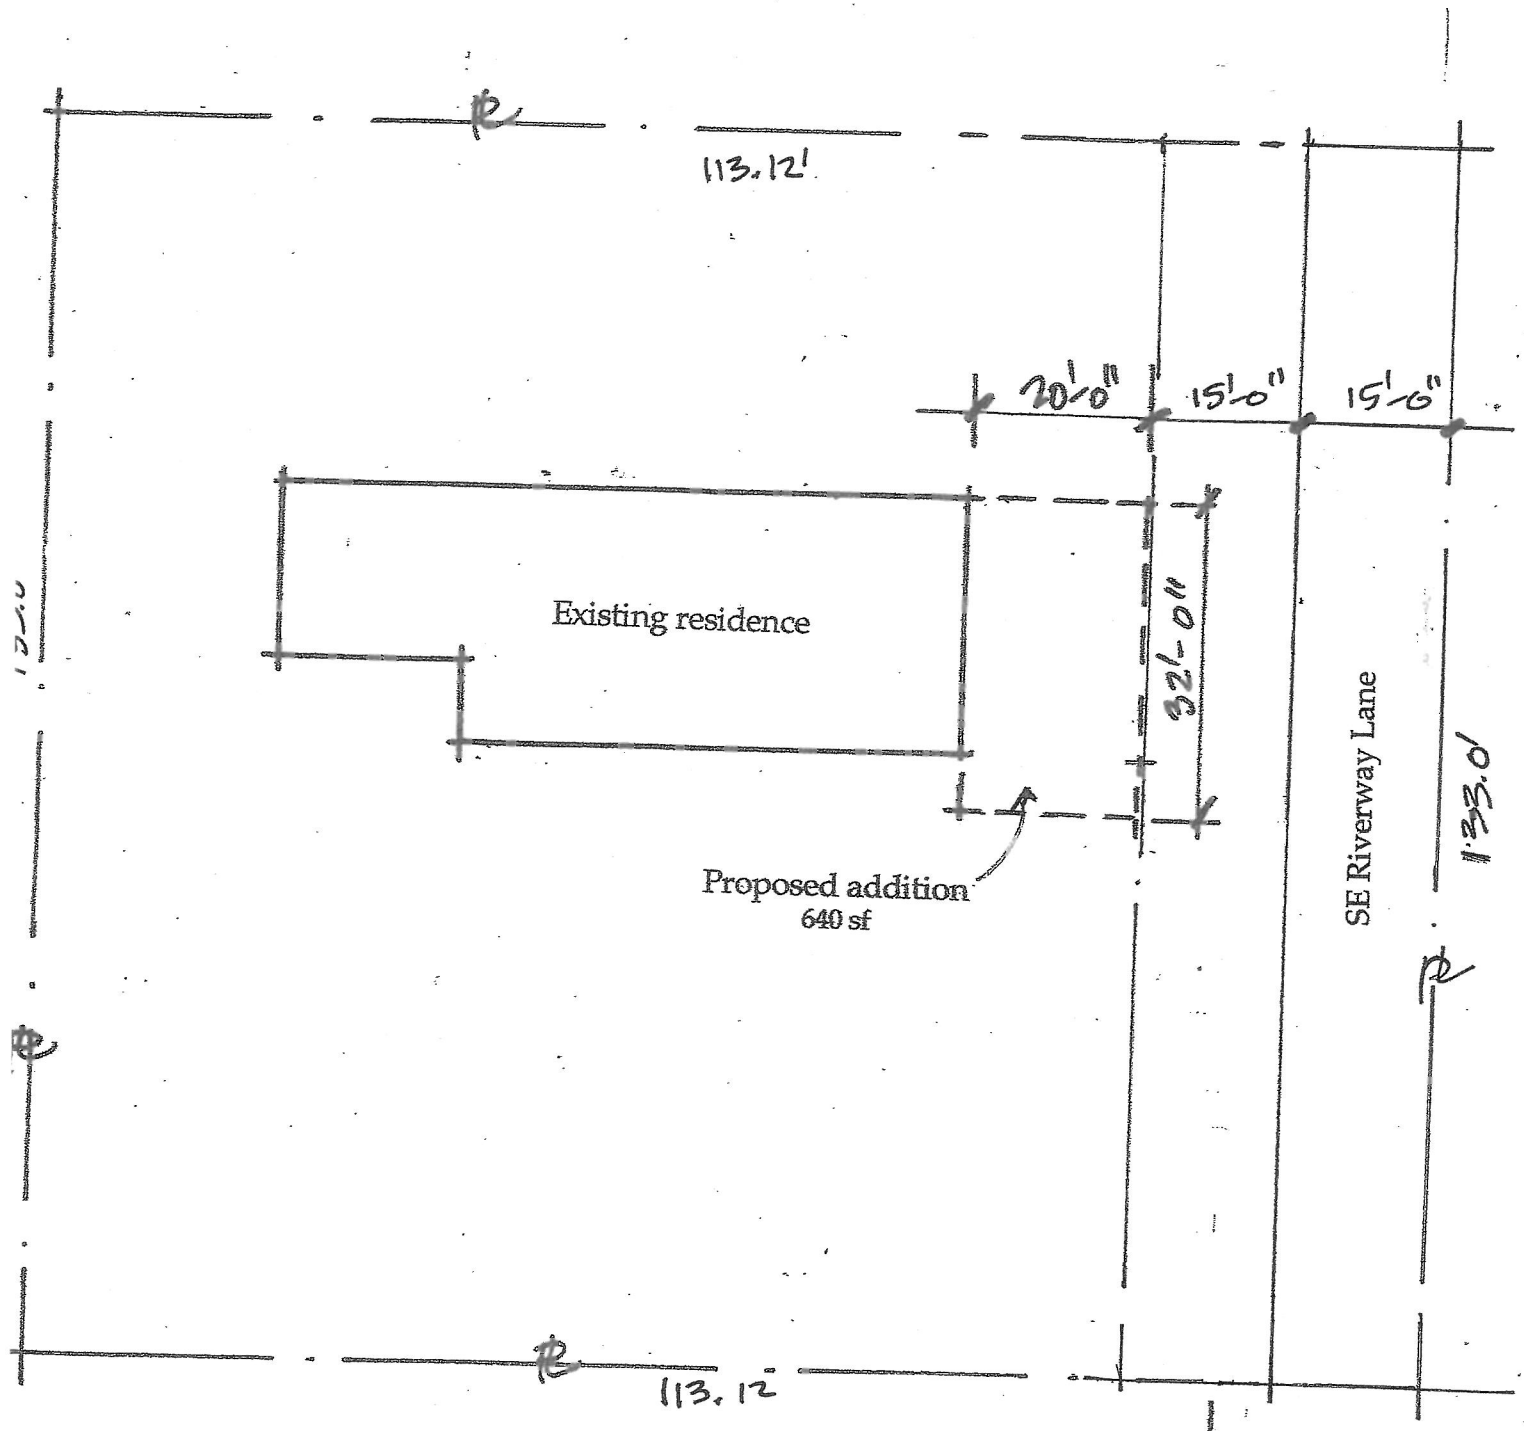 113.12'
20'-0"
15'-0"
15'-0"
Existing residence
32'-0"
SE Riverway Lane
133.0'
Proposed addition
640 sf
113.12